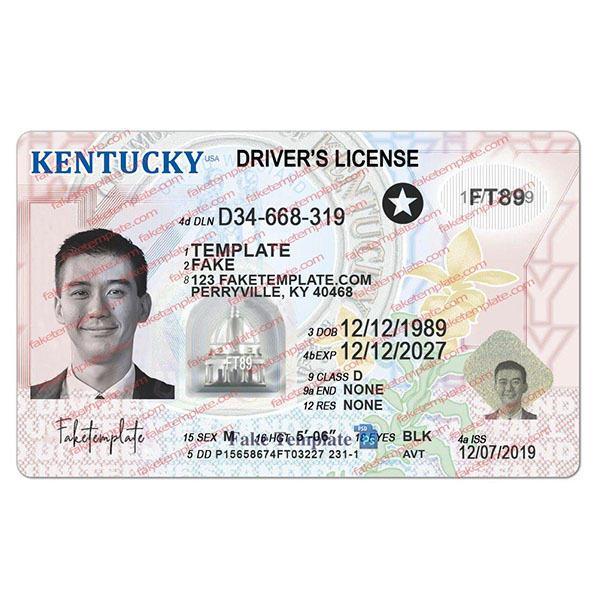 KENTUCKY USA DRIVER'S LICENSE
4d DLN D34-668-319
FT89
1 TEMPLATE
2 FAKE
8 123 FAKETEMPLATE.COM
PERRYVILLE, KY 40468
FT89
3 DOB 12/12/1989
4b EXP 12/12/2027
9 CLASS D
9a END NONE
12 RES NONE
Faketemplate
Fake Template
PSD
15 SEX M 16 HGT 5'-06" EYES BLK 4a ISS
5 DD P15658674FT03227 231-1 AVT 12/07/2019
faketemplate.com